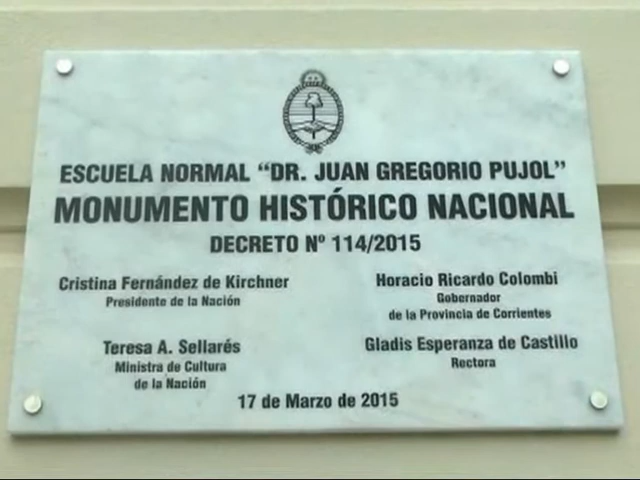 ESCUELA NORMAL “DR. JUAN GREGORIO PUJOL”
MONUMENTO HISTÓRICO NACIONAL
DECRETO Nº 114/2015
Cristina Fernández de Kirchner
Presidente de la Nación
Horacio Ricardo Colombi
Gobernador
de la Provincia de Corrientes
Teresa A. Sellarés
Ministra de Cultura
de la Nación
Gladis Esperanza de Castillo
Rectora
17 de Marzo de 2015